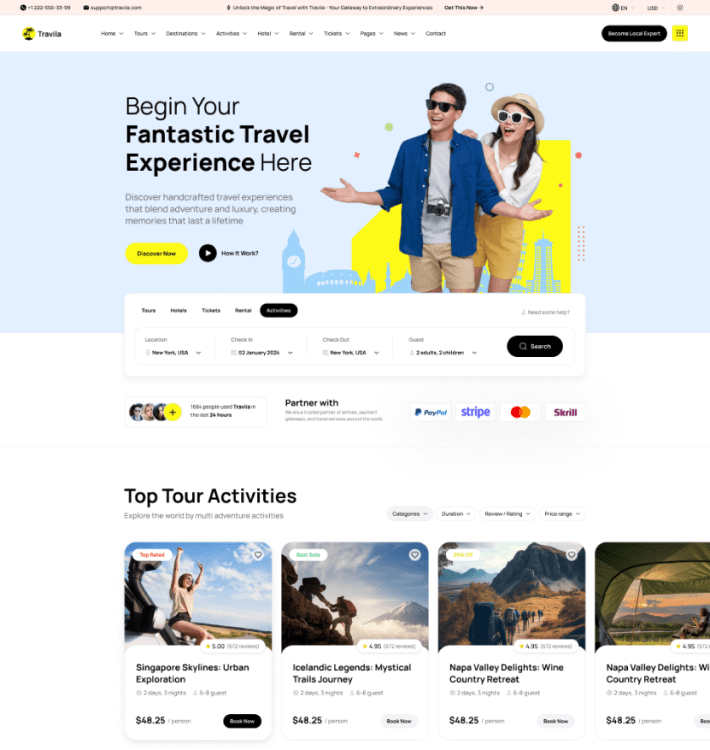 +1 222-555-33-99
support@travila.com
Unlock the Magic of Travel with Travila - Your Gateway to Extraordinary Experiences
Get This Now →
EN
USD
Travila
Home
Tours
Destinations
Activities
Hotel
Rental
Tickets
Pages
News
Contact
Become Local Expert
Begin Your
Fantastic Travel
Experience Here
Discover handcrafted travel experiences
that blend adventure and luxury, creating
memories that last a lifetime
Discover Now
How It Work?
Tours
Hotels
Tickets
Rental
Activities
Need some help?
Location
Check In
Check Out
Guest
New York, USA
02 January 2024
New York, USA
2 adults, 2 children
Search
1684 people used Travila in
the last 24 hours
Partner with
We are a trusted partner of airlines, payment
gateways, and travel services around the world.
PayPal
stripe
Skrill
Top Tour Activities
Explore the world by multi adventure activities
Categories
Duration
Review / Rating
Price range
Top Rated
5.00 (672 reviews)
Singapore Skylines: Urban
Exploration
2 days, 3 nights
6-8 guest
$48.25 / person
Book Now
Best Sale
4.95 (672 reviews)
Icelandic Legends: Mystical
Trails Journey
2 days, 3 nights
6-8 guest
$48.25 / person
Book Now
25% Off
4.95 (672 reviews)
Napa Valley Delights: Wine
Country Retreat
2 days, 3 nights
6-8 guest
$48.25 / person
Book Now
4.95 (672
Napa Valley Delights: Wi
Country Retreat
2 days, 3 nights
6-8 guest
$48.25 / person
Boo